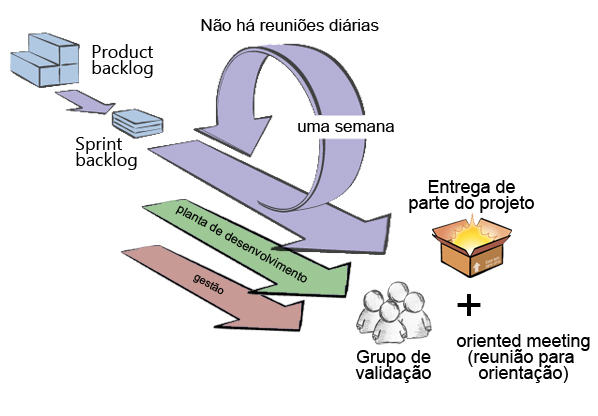 Não há reuniões diárias
Product
backlog
uma semana
Sprint
backlog
Entrega de
parte do projeto
planta de desenvolvimento
gestão
Grupo de
validação
+
oriented meeting
(reunião para
orientação)